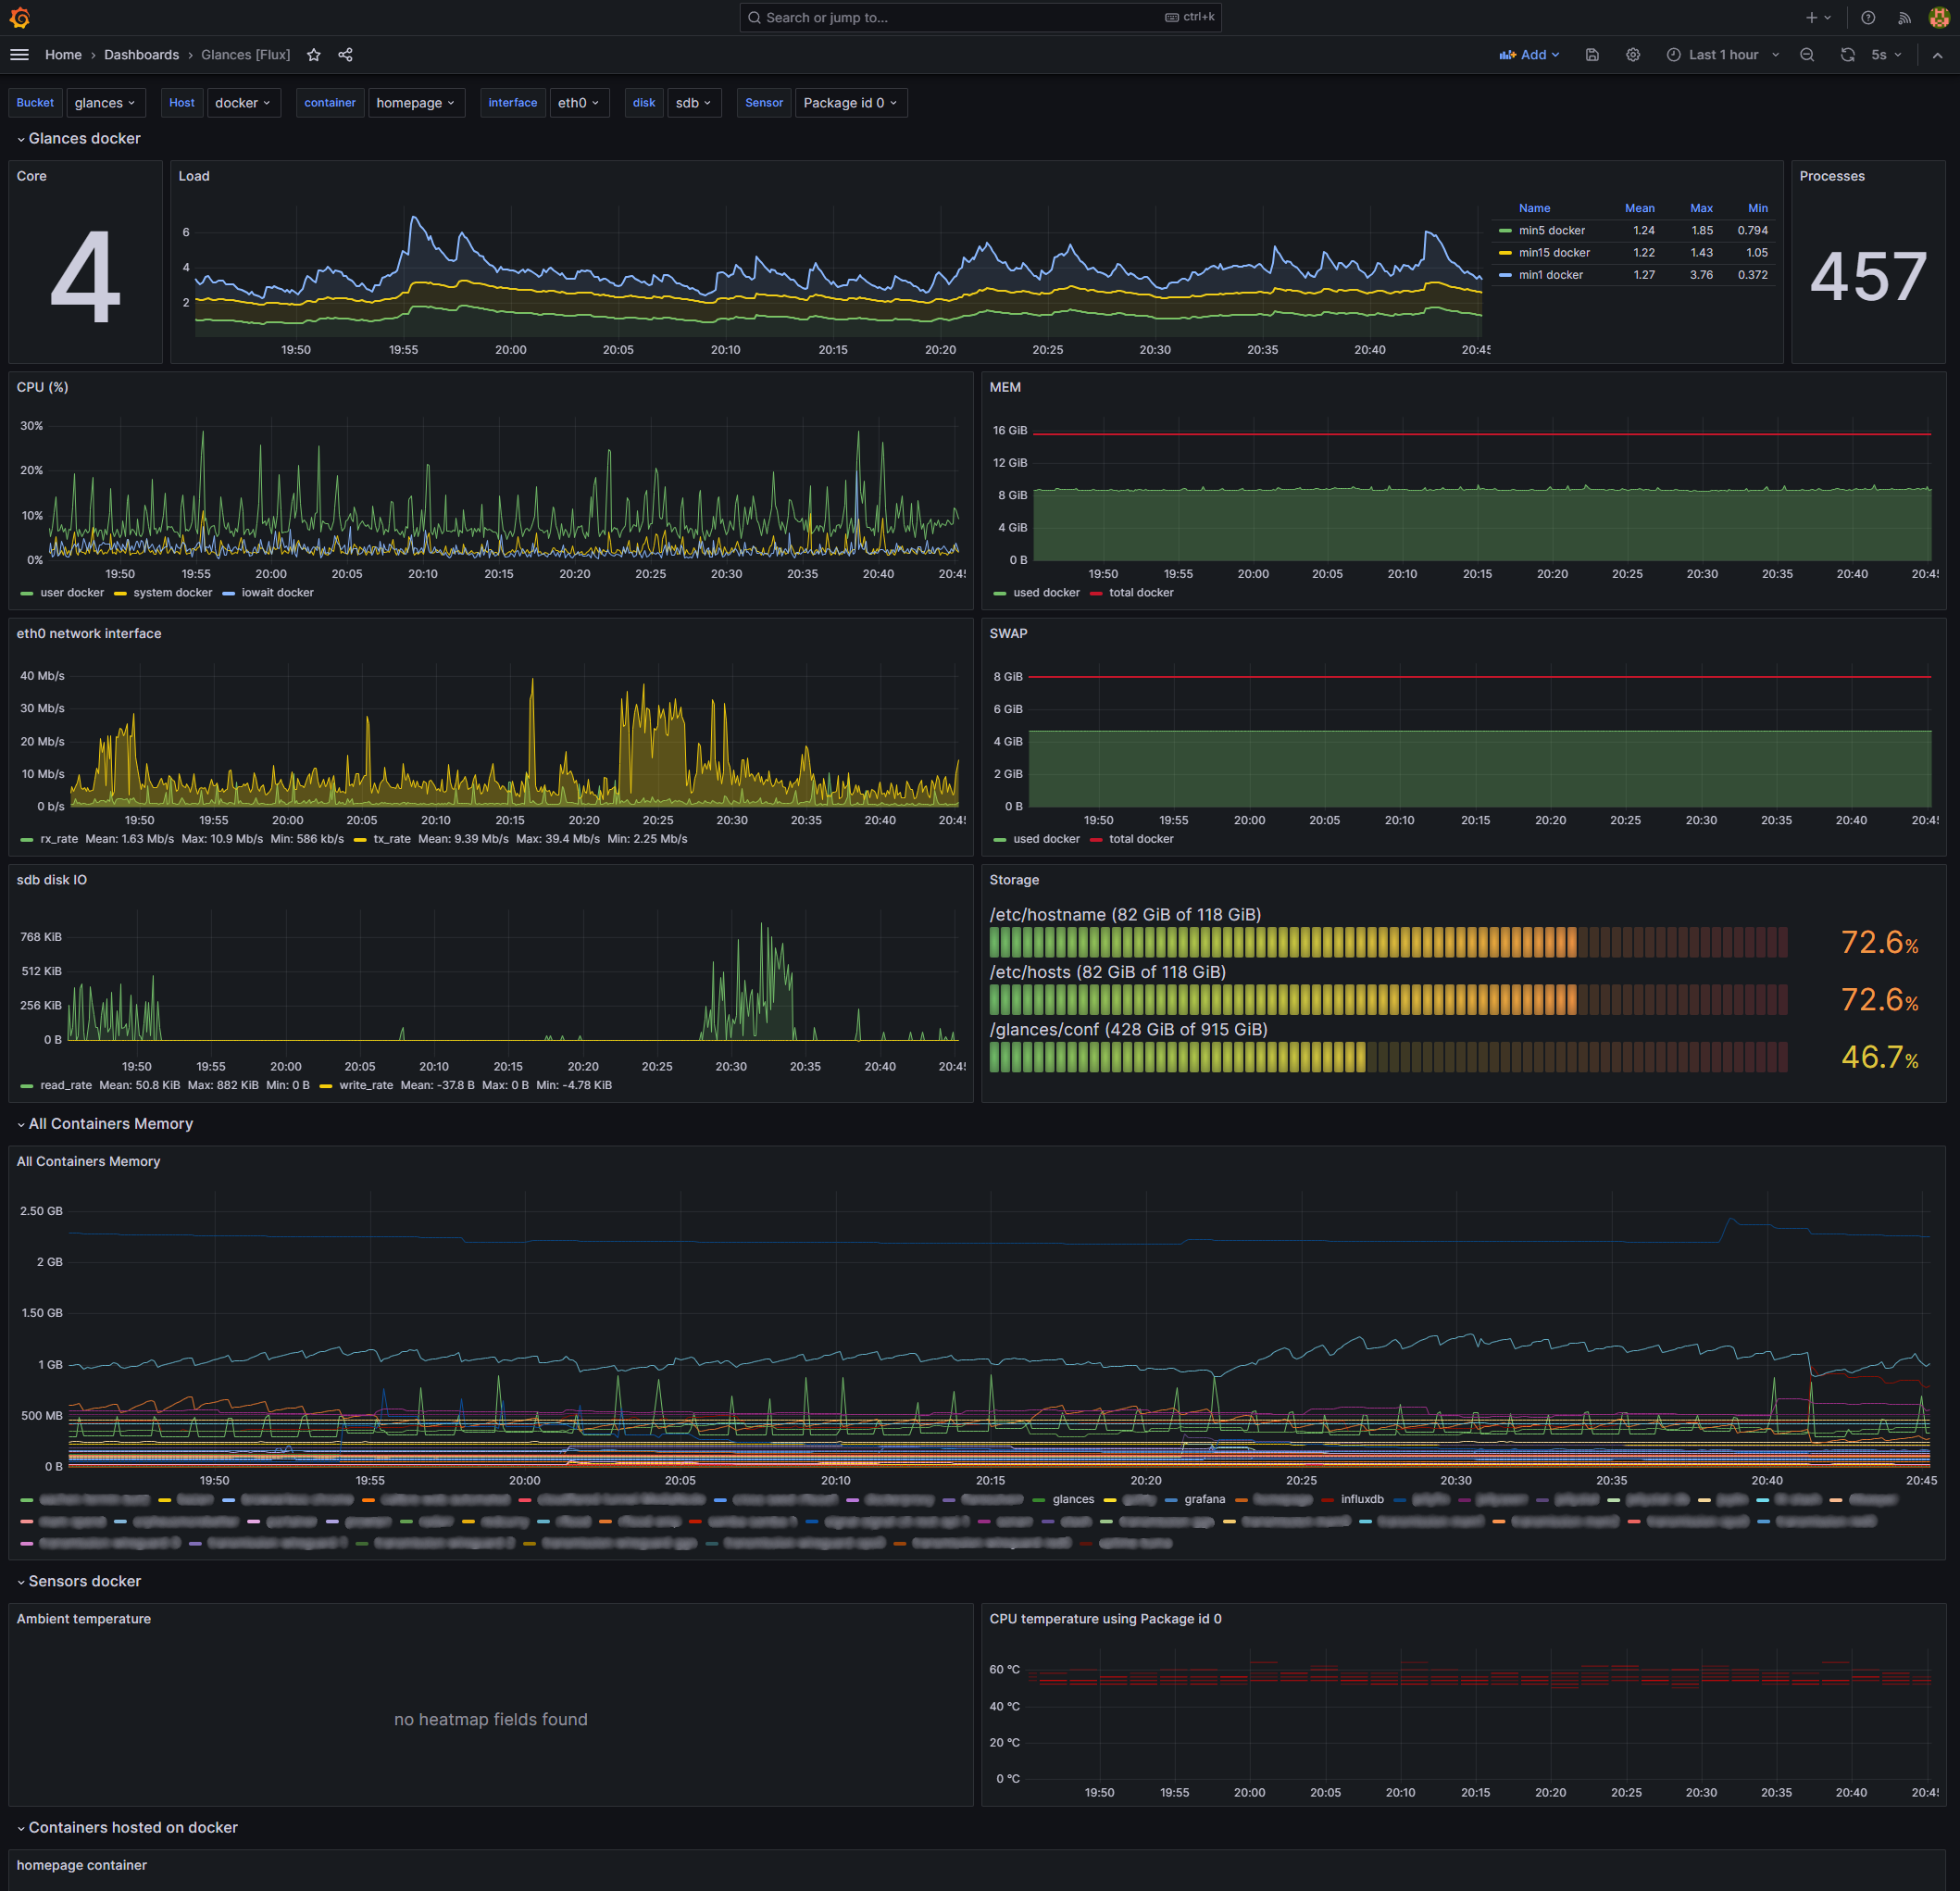 Search or jump to... ctrl+k
Home › Dashboards › Glances [Flux] Add Last 1 hour 5s
Bucket glances Host docker container homepage interface eth0 disk sdb Sensor Package id 0
Glances docker
Core
4
Load
6
4
2
19:50 19:55 20:00 20:05 20:10 20:15 20:20 20:25 20:30 20:35 20:40 20:45
Name Mean Max Min
min5 docker 1.24 1.85 0.794
min15 docker 1.22 1.43 1.05
min1 docker 1.27 3.76 0.372
Processes
457
CPU (%)
30%
20%
10%
0%
19:50 19:55 20:00 20:05 20:10 20:15 20:20 20:25 20:30 20:35 20:40 20:45
user docker system docker iowait docker
MEM
16 GiB
12 GiB
8 GiB
4 GiB
0 B
19:50 19:55 20:00 20:05 20:10 20:15 20:20 20:25 20:30 20:35 20:40 20:45
used docker total docker
eth0 network interface
40 Mb/s
30 Mb/s
20 Mb/s
10 Mb/s
0 b/s
19:50 19:55 20:00 20:05 20:10 20:15 20:20 20:25 20:30 20:35 20:40 20:45
rx_rate Mean: 1.63 Mb/s Max: 10.9 Mb/s Min: 586 kb/s tx_rate Mean: 9.39 Mb/s Max: 39.4 Mb/s Min: 2.25 Mb/s
SWAP
8 GiB
6 GiB
4 GiB
2 GiB
0 B
19:50 19:55 20:00 20:05 20:10 20:15 20:20 20:25 20:30 20:35 20:40 20:45
used docker total docker
sdb disk IO
768 KiB
512 KiB
256 KiB
0 B
19:50 19:55 20:00 20:05 20:10 20:15 20:20 20:25 20:30 20:35 20:40 20:45
read_rate Mean: 50.8 KiB Max: 882 KiB Min: 0 B write_rate Mean: -37.8 B Max: 0 B Min: -4.78 KiB
Storage
/etc/hostname (82 GiB of 118 GiB)
72.6%
/etc/hosts (82 GiB of 118 GiB)
72.6%
/glances/conf (428 GiB of 915 GiB)
46.7%
All Containers Memory
All Containers Memory
2.50 GB
2 GB
1.50 GB
1 GB
500 MB
0 B
19:50 19:55 20:00 20:05 20:10 20:15 20:20 20:25 20:30 20:35 20:40 20:45
glances grafana influxdb
Sensors docker
Ambient temperature
no heatmap fields found
CPU temperature using Package id 0
60 °C
40 °C
20 °C
0 °C
19:50 19:55 20:00 20:05 20:10 20:15 20:20 20:25 20:30 20:35 20:40 20:45
Containers hosted on docker
homepage container